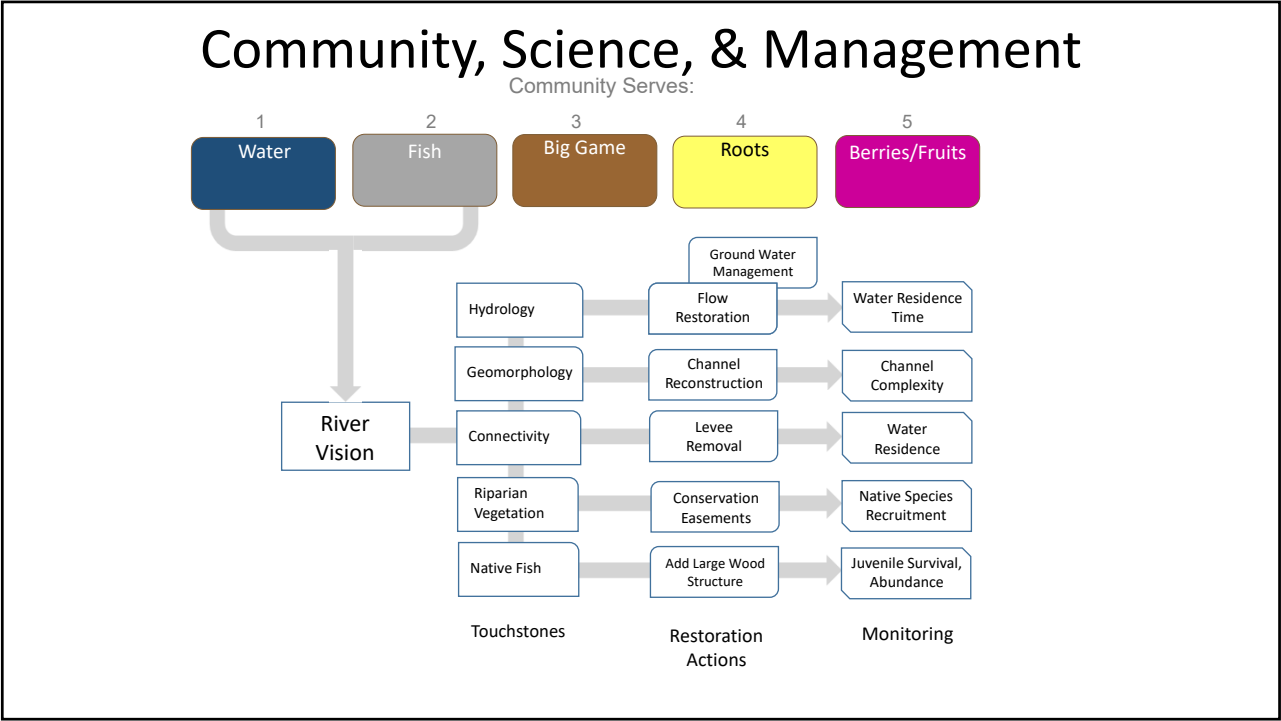 Community, Science, & Management
Community Serves:
1
2
3
4
5
Water
Fish
Big Game
Roots
Berries/Fruits
Ground Water
Management
Hydrology
Flow
Restoration
Water Residence
Time
Geomorphology
Channel
Reconstruction
Channel
Complexity
River
Vision
Connectivity
Levee
Removal
Water
Residence
Riparian
Vegetation
Conservation
Easements
Native Species
Recruitment
Native Fish
Add Large Wood
Structure
Juvenile Survival,
Abundance
Touchstones
Restoration
Actions
Monitoring